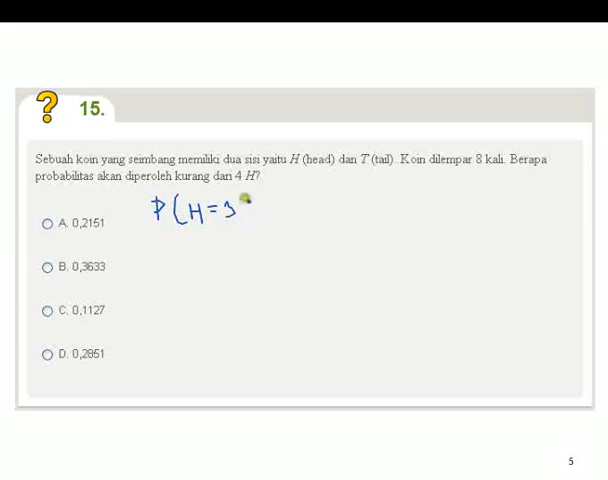 15.
Sebuah koin yang seimbang memiliki dua sisi yaitu H (head) dan T (tail). Koin dilempar 8 kali. Berapa
probabilitas akan diperoleh kurang dari 4 H?
P(H=3
A. 0,2151
B. 0,3633
C. 0,1127
D. 0,2851
5